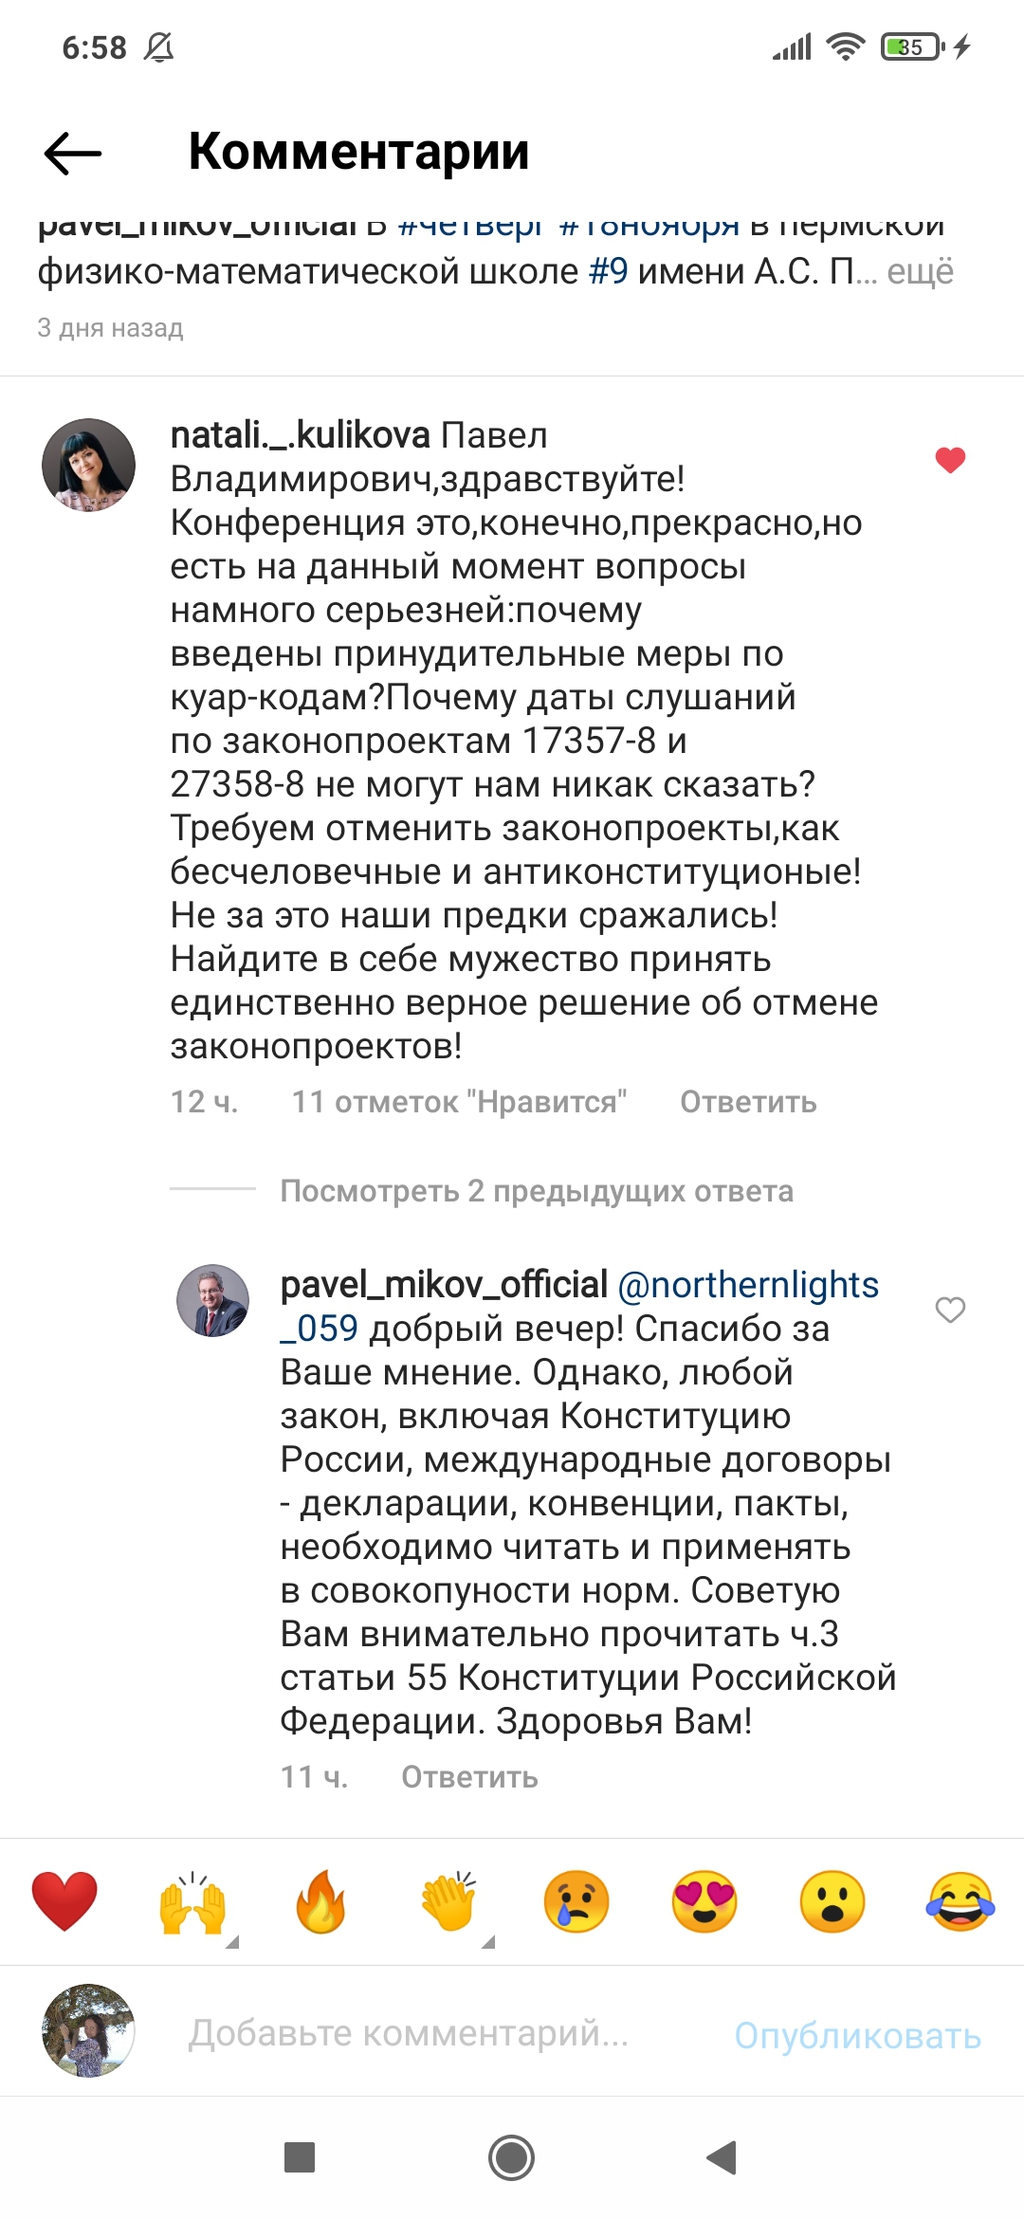 6:58
35
Комментарии
pavel_mikov_official В #четверг #18ноября в пермской
физико-математической школе #9 имени А.С. П... ещё
3 дня назад
natali._.kulikova Павел
Владимирович,здравствуйте!
Конференция это,конечно,прекрасно,но
есть на данный момент вопросы
намного серьезней:почему
введены принудительные меры по
куар-кодам?Почему даты слушаний
по законопроектам 17357-8 и
27358-8 не могут нам никак сказать?
Требуем отменить законопроекты,как
бесчеловечные и антиконституционые!
Не за это наши предки сражались!
Найдите в себе мужество принять
единственно верное решение об отмене
законопроектов!
12 ч. 11 отметок "Нравится" Ответить
Посмотреть 2 предыдущих ответа
pavel_mikov_official @northernlights
_059 добрый вечер! Спасибо за
Ваше мнение. Однако, любой
закон, включая Конституцию
России, международные договоры
- декларации, конвенции, пакты,
необходимо читать и применять
в совокопуности норм. Советую
Вам внимательно прочитать ч.3
статьи 55 Конституции Российской
Федерации. Здоровья Вам!
11 ч. Ответить
Добавьте комментарий... Опубликовать